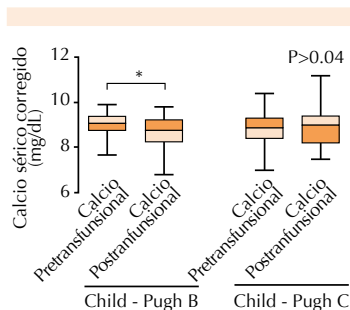 Calcio sérico corregido
(mg/dL)
12
10
8
6
*
P>0.04
Calcio
Pretransfunsional
Calcio
Postranfunsional
Calcio
Pretransfunsional
Calcio
Postranfunsional
Child - Pugh B
Child - Pugh C